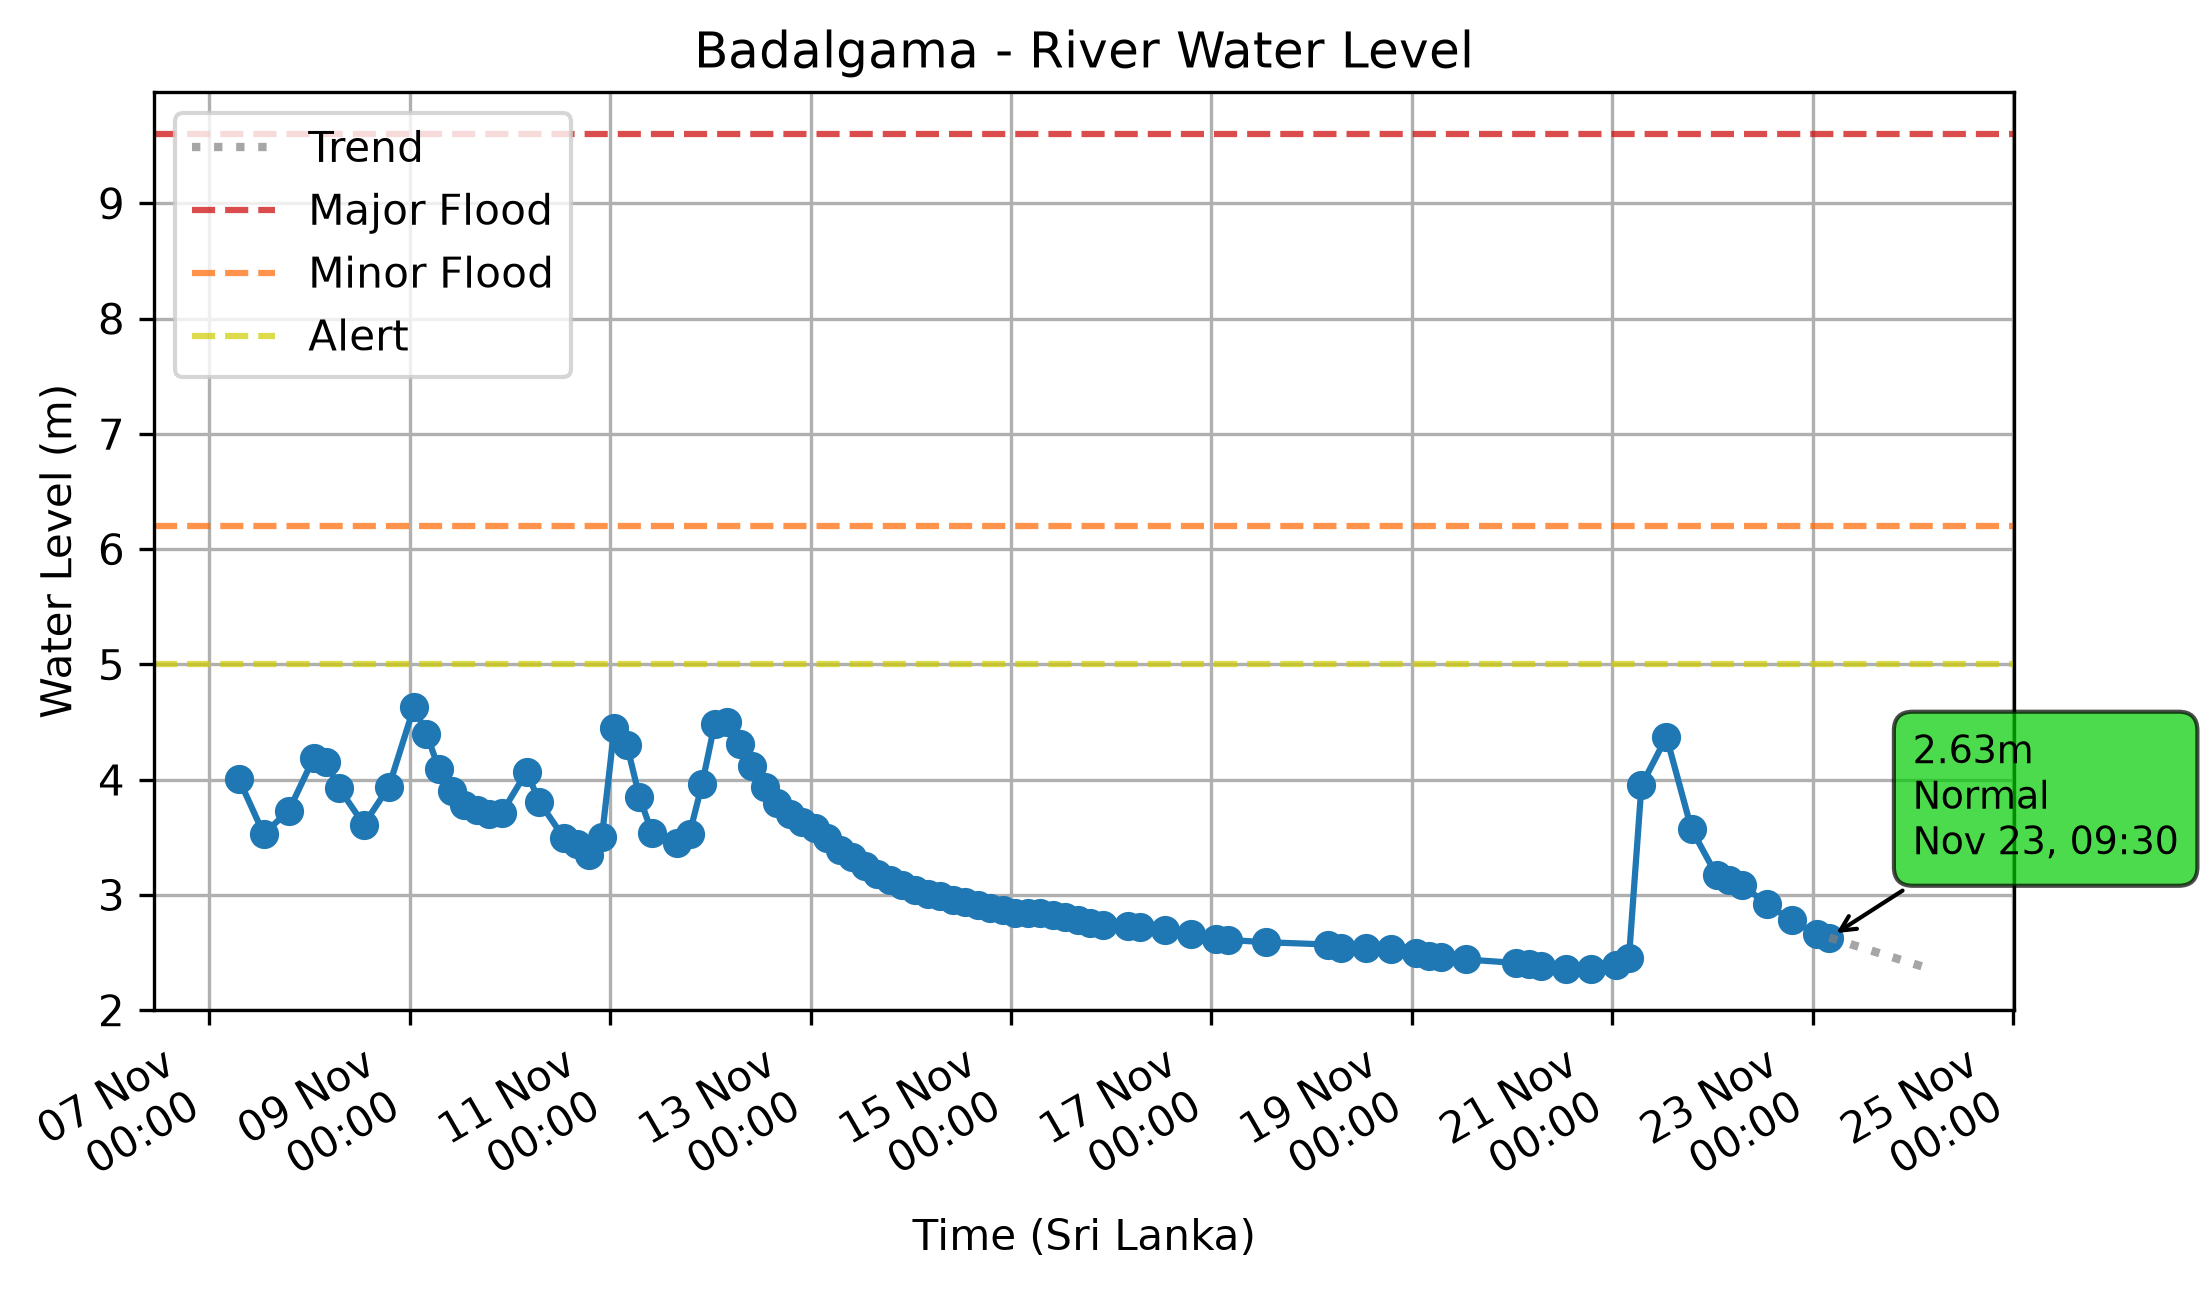 Badalgama - River Water Level
Trend
Major Flood
Minor Flood
Alert
Water Level (m)
9
8
7
6
5
4
3
2
2.63m
Normal
Nov 23, 09:30
07 Nov
00:00
09 Nov
00:00
11 Nov
00:00
13 Nov
00:00
15 Nov
00:00
17 Nov
00:00
19 Nov
00:00
21 Nov
00:00
23 Nov
00:00
25 Nov
00:00
Time (Sri Lanka)